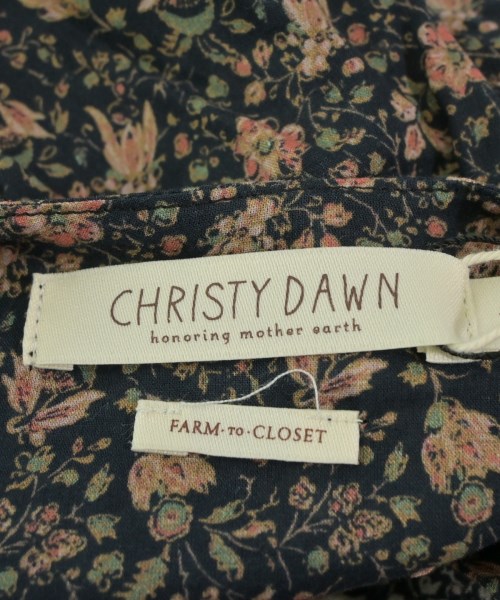 CHRISTY DAWN
honoring mother earth
FARM·TO·CLOSET